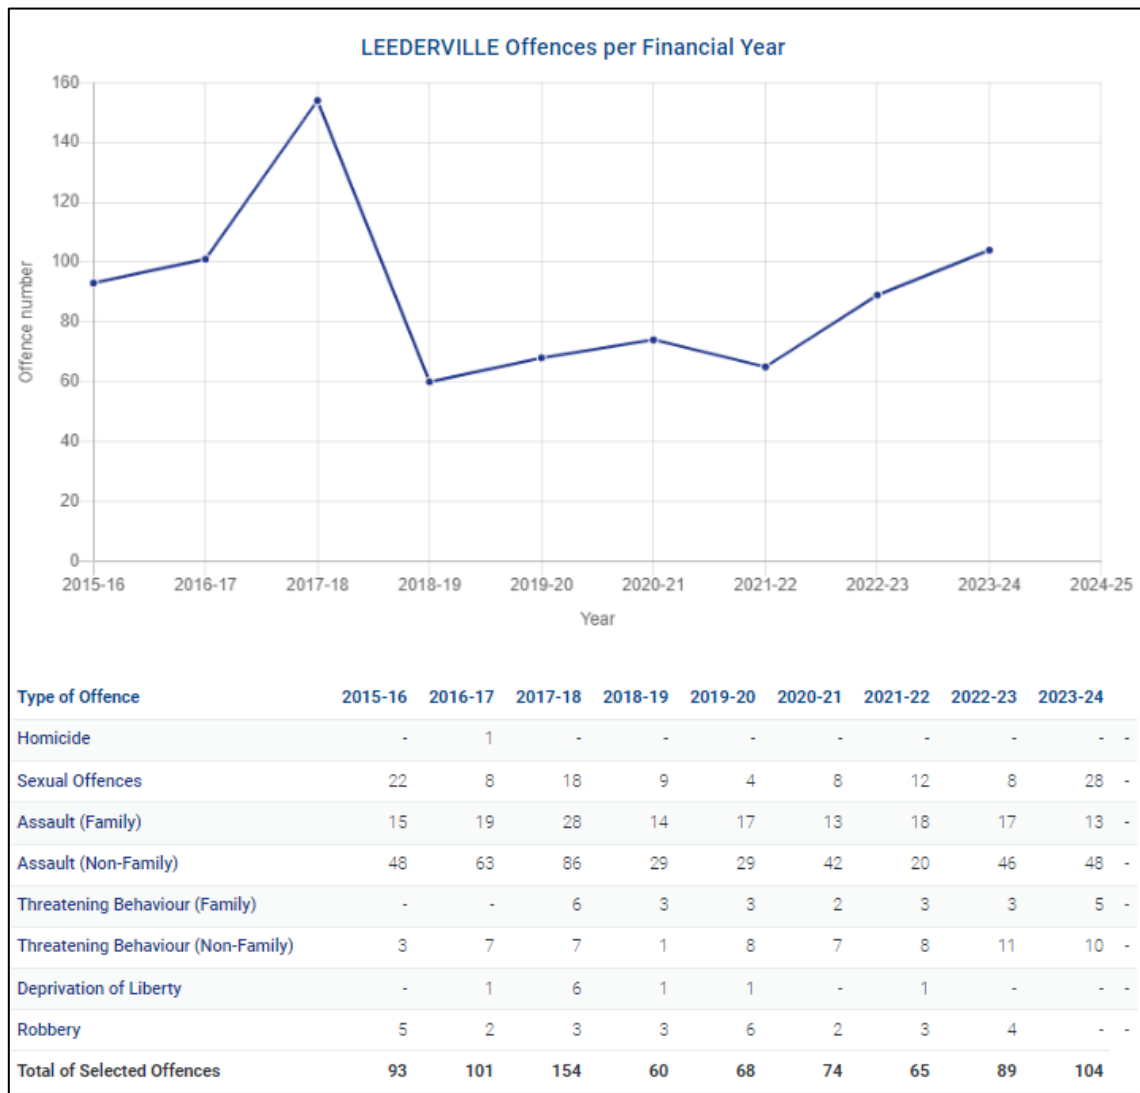 LEEDERVILLE Offences per Financial Year
160
140
120
100
80
60
40
20
0
Offence number
2015-16 2016-17 2017-18 2018-19 2019-20 2020-21 2021-22 2022-23 2023-24 2024-25
Year
Type of Offence 2015-16 2016-17 2017-18 2018-19 2019-20 2020-21 2021-22 2022-23 2023-24
Homicide - 1 - - - - - - - -
Sexual Offences 22 8 18 9 4 8 12 8 28 -
Assault (Family) 15 19 28 14 17 13 18 17 13 -
Assault (Non-Family) 48 63 86 29 29 42 20 46 48 -
Threatening Behaviour (Family) - - 6 3 3 2 3 3 5 -
Threatening Behaviour (Non-Family) 3 7 7 1 8 7 8 11 10 -
Deprivation of Liberty - 1 6 1 1 - 1 - - -
Robbery 5 2 3 3 6 2 3 4 - -
Total of Selected Offences 93 101 154 60 68 74 65 89 104